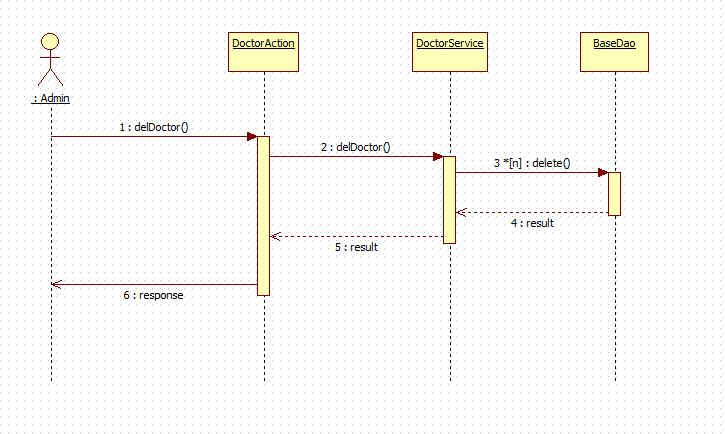 DoctorAction
DoctorService
BaseDao
: Admin
1 : delDoctor()
2 : delDoctor()
3 *[n] : delete()
4 : result
5 : result
6 : response